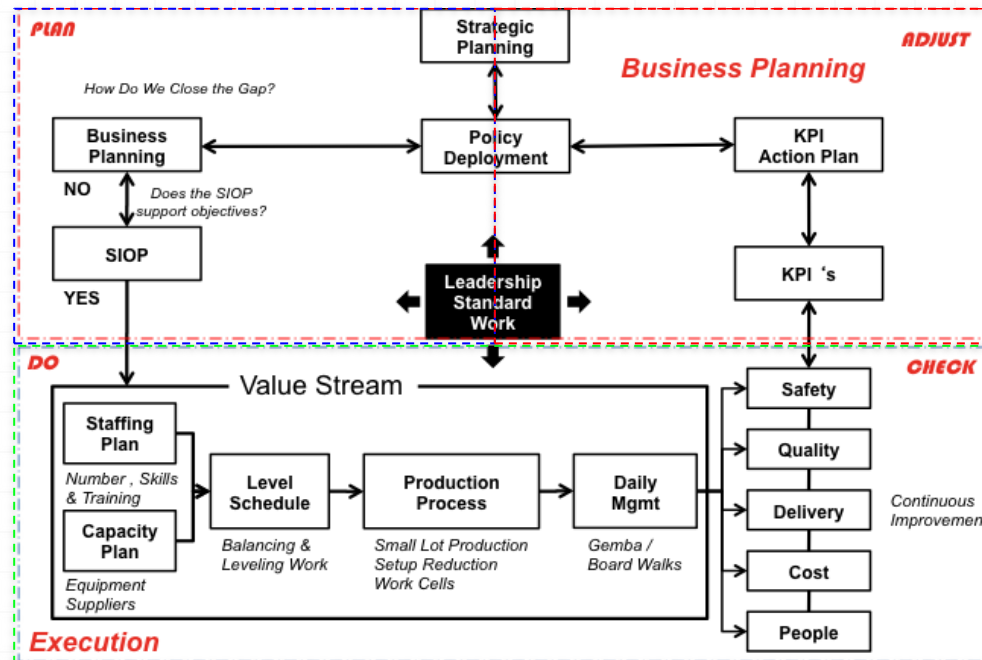 PLAN
Strategic
Planning
ADJUST
Business Planning
How Do We Close the Gap?
Business
Planning
Policy
Deployment
KPI
Action Plan
NO
Does the SIOP
support objectives?
SIOP
YES
Leadership
Standard
Work
KPI ‘s
DO
CHECK
Value Stream
Staffing
Plan
Number , Skills
& Training
Capacity
Plan
Equipment
Suppliers
Level
Schedule
Balancing &
Leveling Work
Production
Process
Small Lot Production
Setup Reduction
Work Cells
Daily
Mgmt
Gemba /
Board Walks
Safety
Quality
Delivery
Cost
People
Continuous
Improvement
Execution